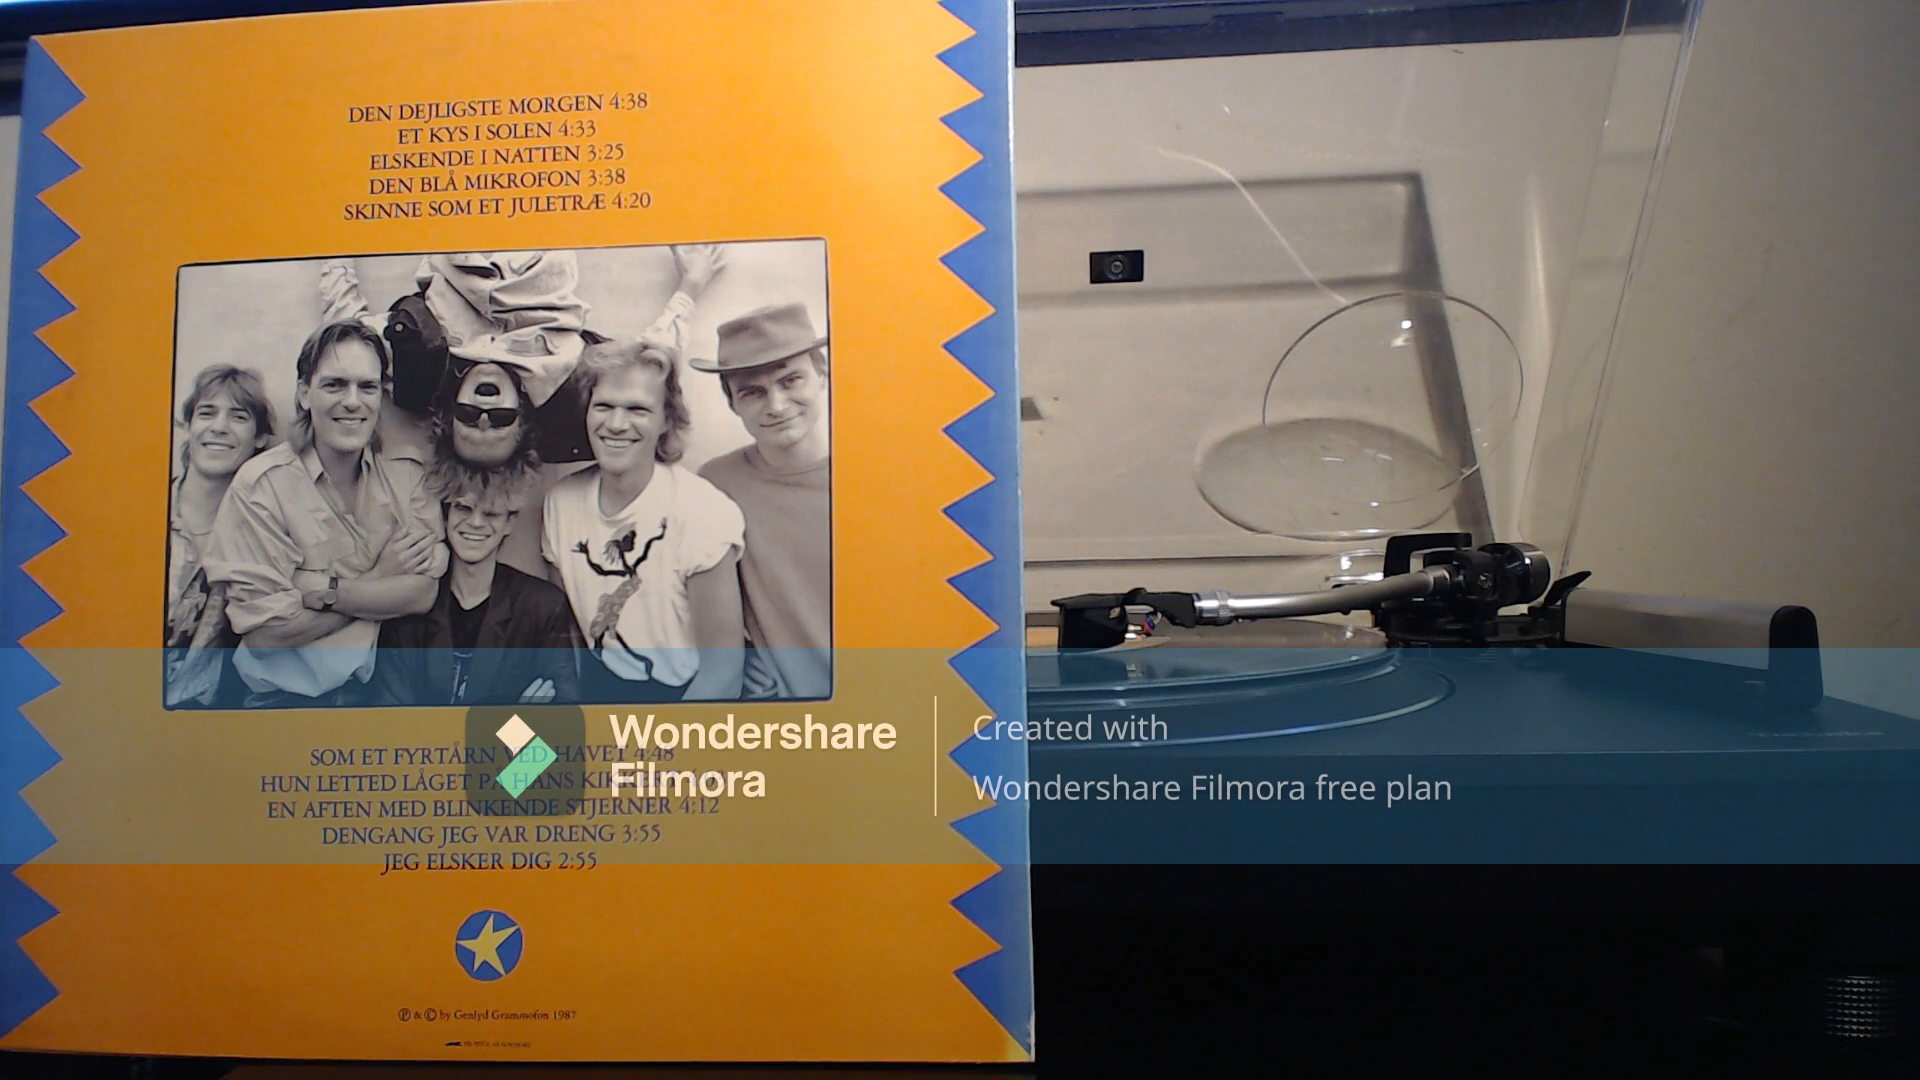 DEN DEJLIGSTE MORGEN 4:38
ET KYS I SOLEN 4:33
ELSKENDE I NATTEN 3:25
DEN BLÅ MIKROFON 3:38
SKINNE SOM ET JULETRÆ 4:20
SOM ET FYRTÅRN VED HAVET 4:48
HUN LETTED LÅGET PÅ HANS KIKKERT
EN AFTEN MED BLINKENDE STJERNER 4:12
DENGANG JEG VAR DRENG 3:55
JEG ELSKER DIG 2:55
Ⓟ & © by Genlyd Grammofon 1987
Wondershare
Filmora
Created with
Wondershare Filmora free plan